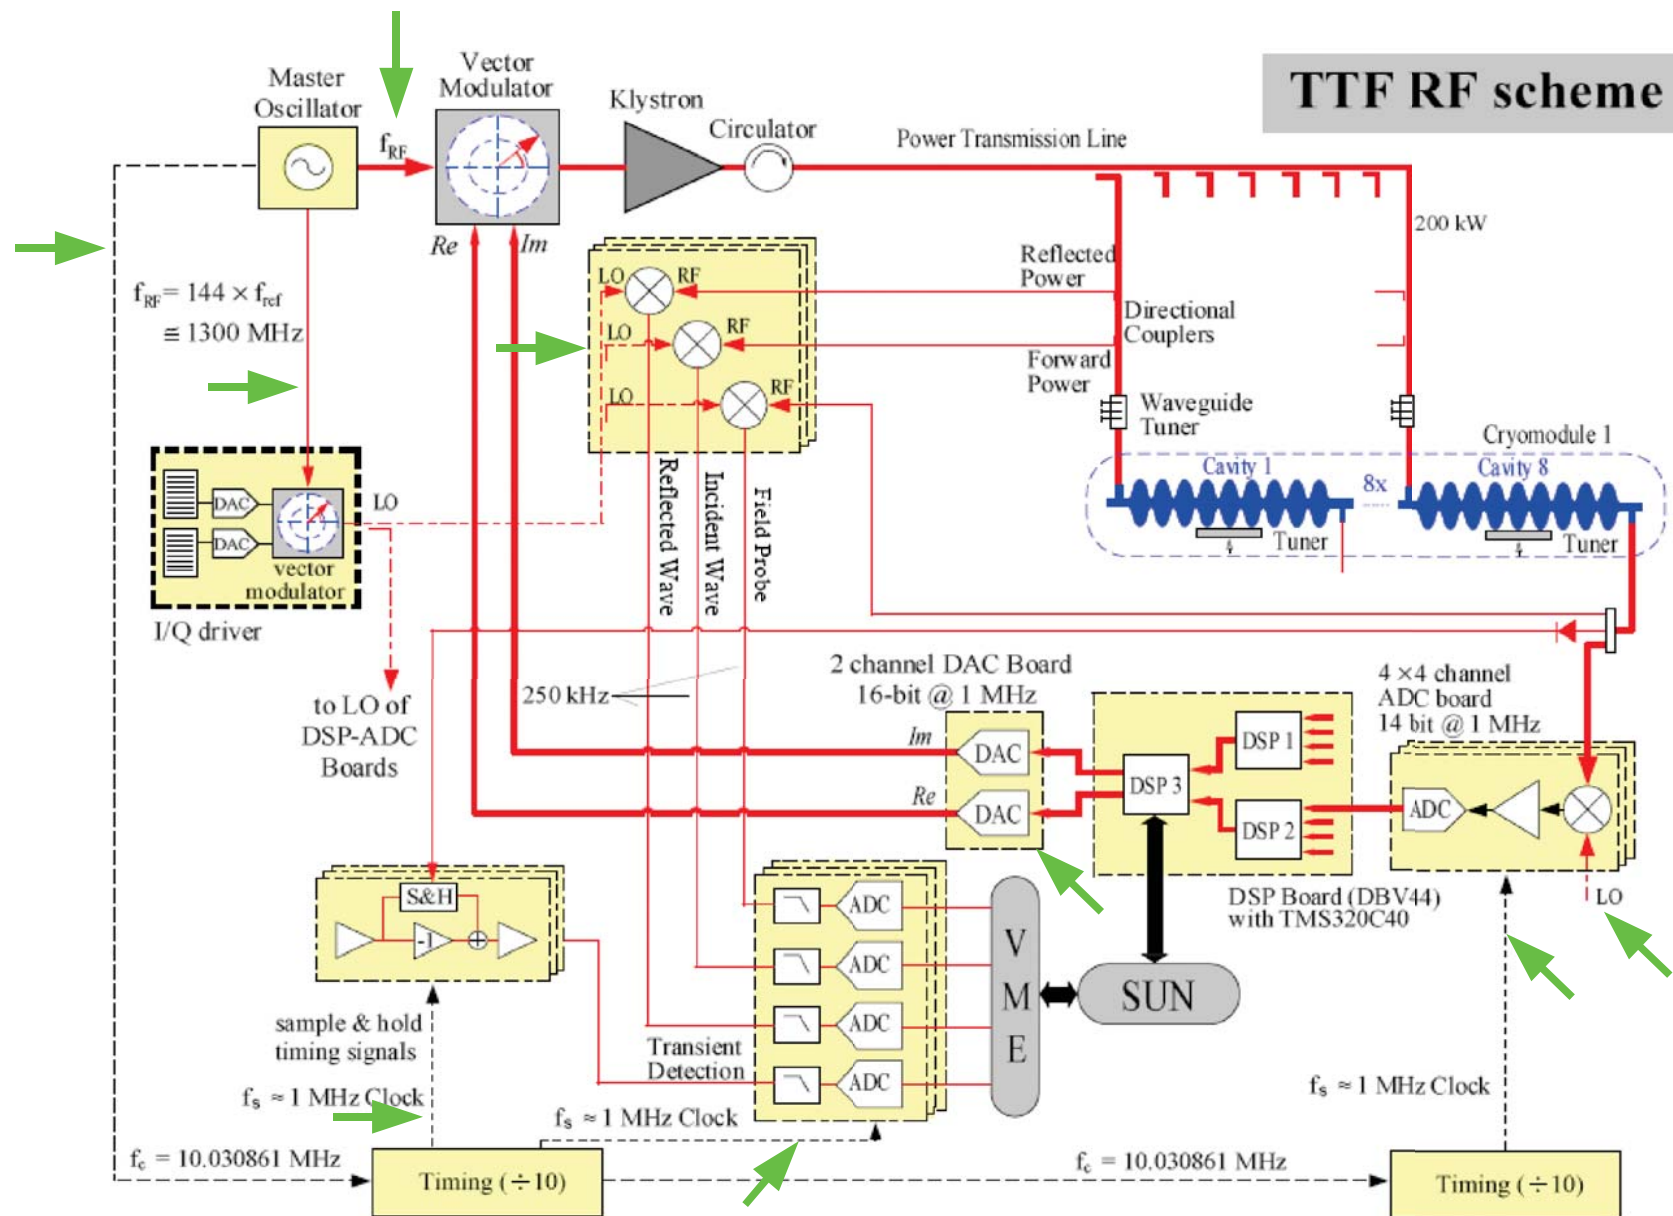 TTF RF scheme
Master
Oscillator
Vector
Modulator
Klystron
Circulator
Power Transmission Line
f_RF
Re
Im
200 kW
f_RF = 144 × f_ref
≅ 1300 MHz
LO
RF
LO
RF
LO
RF
Reflected
Power
Directional
Couplers
Forward
Power
Waveguide
Tuner
Cryomodule 1
Cavity 1
8x
Cavity 8
Tuner
Tuner
DAC
DAC
vector
modulator
LO
I/Q driver
Reflected Wave
Incident Wave
Field Probe
to LO of
DSP-ADC
Boards
250 kHz
2 channel DAC Board
16-bit @ 1 MHz
Im
DAC
Re
DAC
DSP 1
DSP 3
DSP 2
DSP Board (DBV44)
with TMS320C40
4 ×4 channel
ADC board
14 bit @ 1 MHz
ADC
LO
S&H
-1
sample & hold
timing signals
f_s ≈ 1 MHz Clock
ADC
ADC
ADC
ADC
Transient
Detection
V
M
E
SUN
f_s ≈ 1 MHz Clock
f_s ≈ 1 MHz Clock
f_c = 10.030861 MHz
Timing (÷10)
f_c = 10.030861 MHz
Timing (÷10)